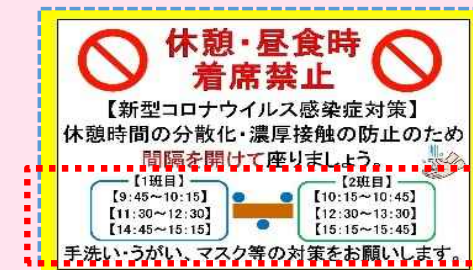 休憩・昼食時
着席禁止
【新型コロナウイルス感染症対策】
休憩時間の分散化・濃厚接触の防止のため
間隔を開けて座りましょう。
【1班目】
【9:45～10:15】
【11:30～12:30】
【14:45～15:15】
【2班目】
【10:15～10:45】
【12:30～13:30】
【15:15～15:45】
手洗い・うがい、マスク等の対策をお願いします。